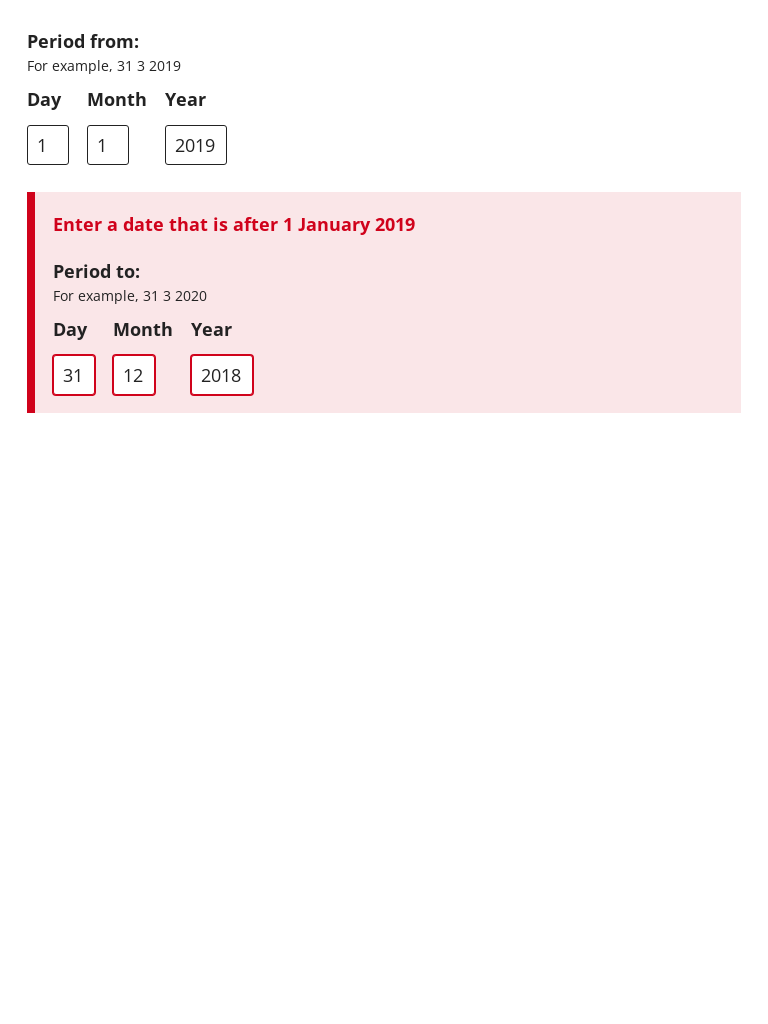 Period from:
For example, 31 3 2019
Day Month Year
1 1 2019
Enter a date that is after 1 January 2019
Period to:
For example, 31 3 2020
Day Month Year
31 12 2018